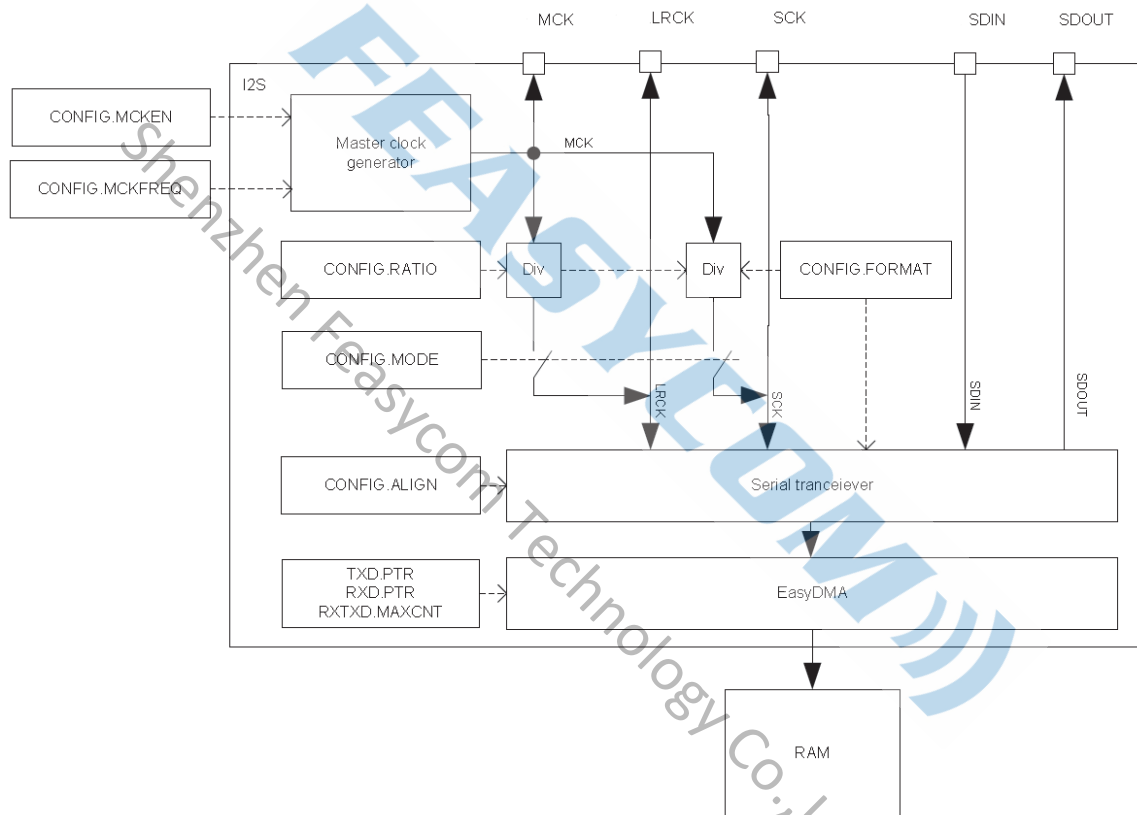 MCK
LRCK
SCK
SDIN
SDOUT
I2S
CONFIG.MCKEN
CONFIG.MCKFREQ
Master clock
generator
MCK
CONFIG.RATIO
Div
Div
CONFIG.FORMAT
CONFIG.MODE
LRCK
SCK
SDIN
SDOUT
CONFIG.ALIGN
Serial tranceiever
TXD.PTR
RXD.PTR
RXTXD.MAXCNT
EasyDMA
RAM
FEASYCOM
Shenzhen Feasycom Technology Co.,